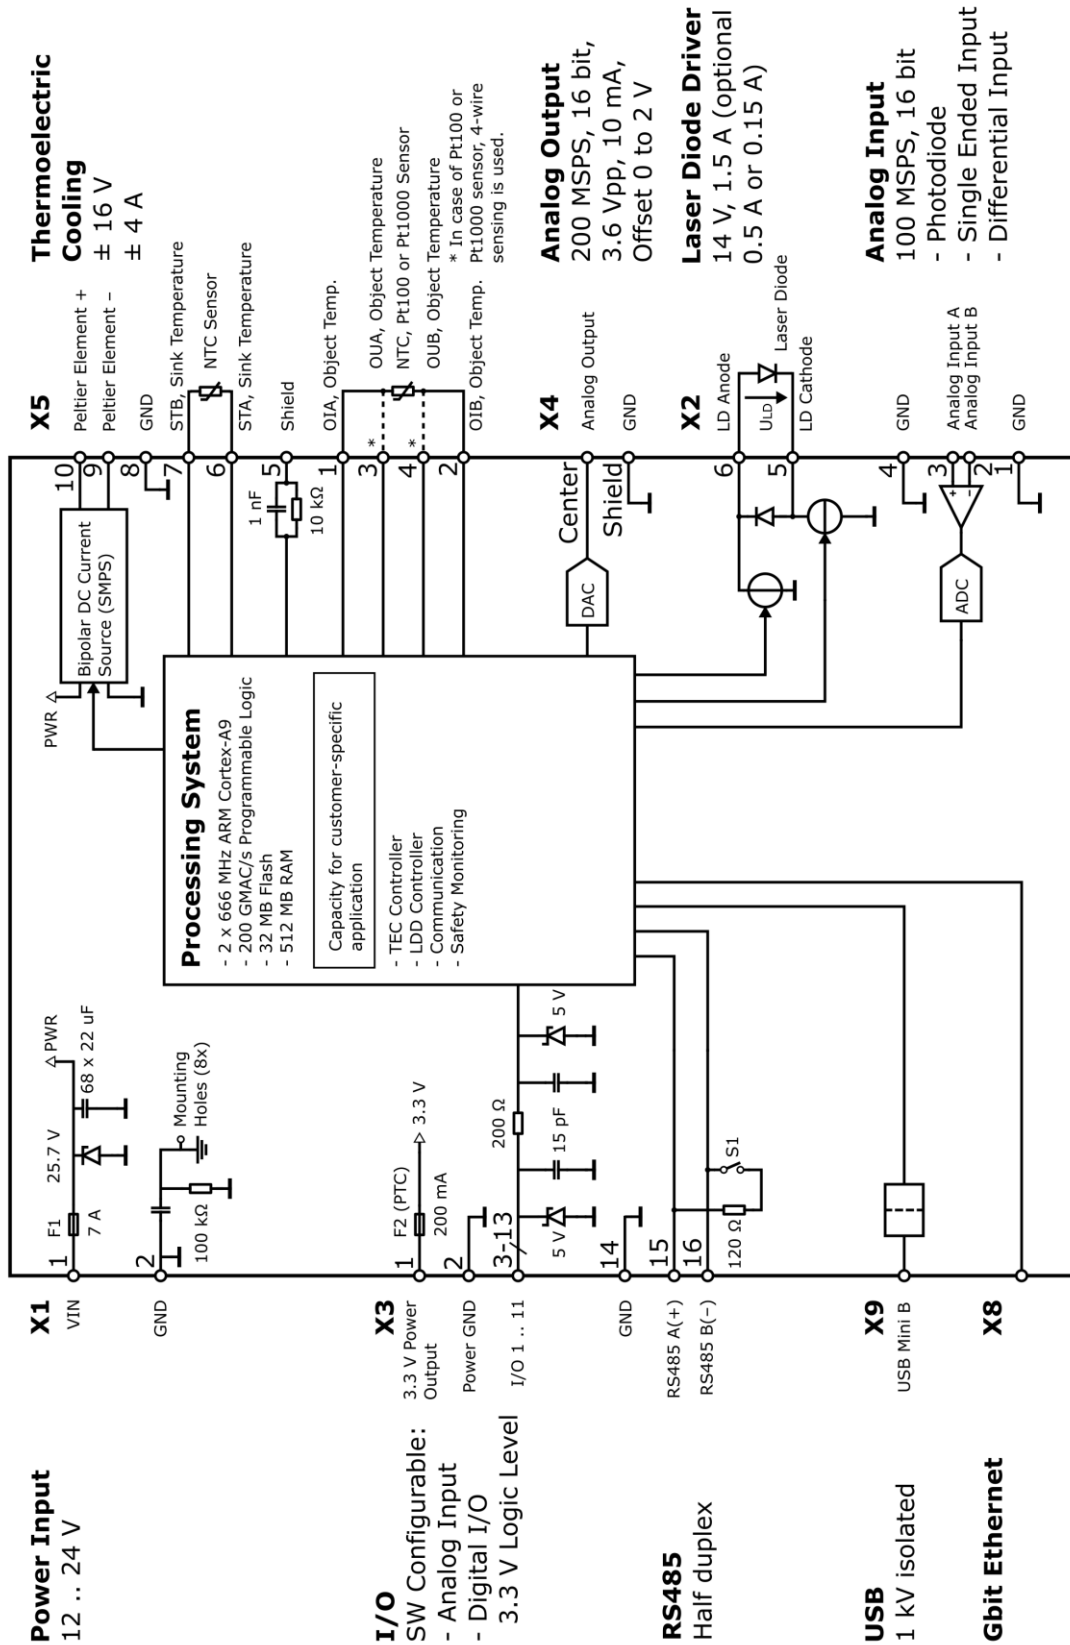 Power Input
12 .. 24 V
X1
VIN
GND
1
2
F1
7 A
25.7 V
PWR
68 x 22 uF
100 kΩ
Mounting
Holes (8x)
I/O
SW Configurable:
- Analog Input
- Digital I/O
3.3 V Logic Level
X3
3.3 V Power
Output
Power GND
I/O 1 .. 11
GND
1
2
3-13
14
F2 (PTC)
200 mA
3.3 V
200 Ω
5 V
15 pF
5 V
RS485
Half duplex
RS485 A(+)
RS485 B(−)
15
16
120 Ω
S1
USB
1 kV isolated
X9
USB Mini B
Gbit Ethernet
X8
Processing System
- 2 x 666 MHz ARM Cortex-A9
- 200 GMAC/s Programmable Logic
- 32 MB Flash
- 512 MB RAM
Capacity for customer-specific
application
- TEC Controller
- LDD Controller
- Communication
- Safety Monitoring
PWR
Bipolar DC Current
Source (SMPS)
10
9
8
7
6
5
1
3
4
2
1 nF
10 kΩ
X5
Peltier Element +
Peltier Element −
GND
STB, Sink Temperature
NTC Sensor
STA, Sink Temperature
Shield
OIA, Object Temp.
*
OUA, Object Temperature
NTC, Pt100 or Pt1000 Sensor
*
OUB, Object Temperature
OIB, Object Temp.
* In case of Pt100 or
Pt1000 sensor, 4-wire
sensing is used.
Thermoelectric
Cooling
± 16 V
± 4 A
DAC
Center
Shield
X4
Analog Output
GND
Analog Output
200 MSPS, 16 bit,
3.6 Vpp, 10 mA,
Offset 0 to 2 V
6
5
X2
LD Anode
ULD
Laser Diode
LD Cathode
Laser Diode Driver
14 V, 1.5 A (optional
0.5 A or 0.15 A)
4
3
2
1
+
−
ADC
GND
Analog Input A
Analog Input B
GND
Analog Input
100 MSPS, 16 bit
- Photodiode
- Single Ended Input
- Differential Input